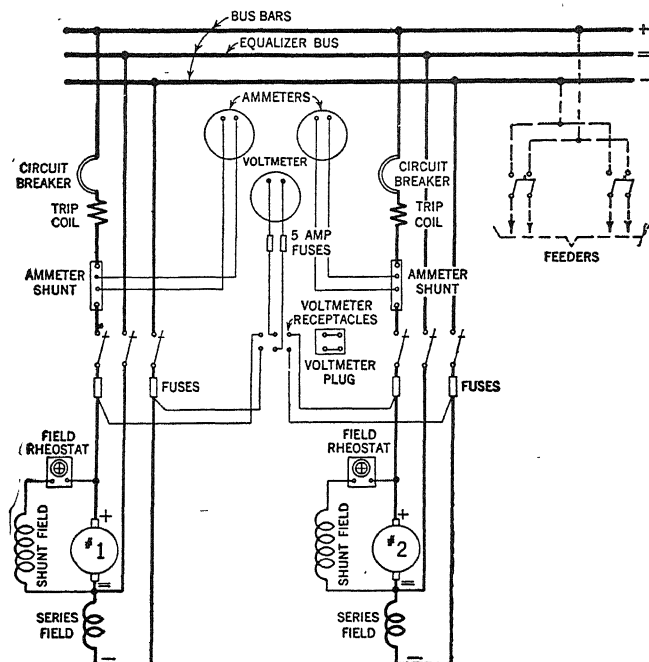 BUS BARS
EQUALIZER BUS
+
=
−
AMMETERS
VOLTMETER
CIRCUIT
BREAKER
TRIP
COIL
CIRCUIT
BREAKER
TRIP
COIL
5 AMP
FUSES
FEEDERS
AMMETER
SHUNT
AMMETER
SHUNT
VOLTMETER
RECEPTACLES
VOLTMETER
PLUG
FUSES
FUSES
FIELD
RHEOSTAT
FIELD
RHEOSTAT
SHUNT FIELD
+
#1
=
SHUNT FIELD
+
#2
=
SERIES
FIELD
−
SERIES
FIELD
−